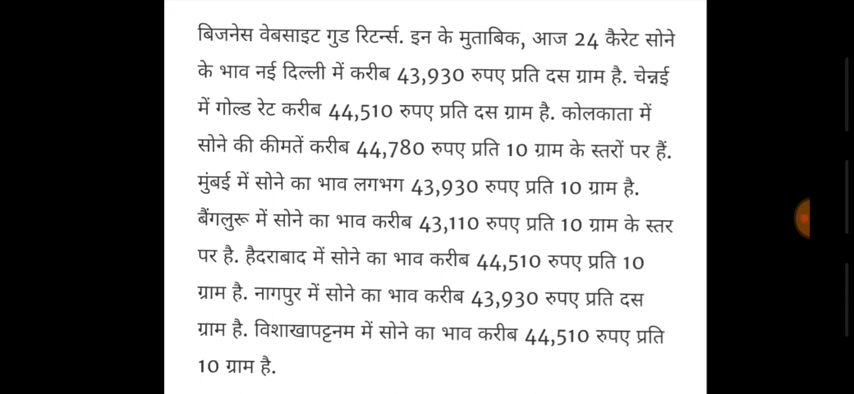 बिजनेस वेबसाइट गुड रिटर्न्स. इन के मुताबिक, आज 24 कैरेट सोने
के भाव नई दिल्ली में करीब 43,930 रुपए प्रति दस ग्राम है. चेन्नई
में गोल्ड रेट करीब 44,510 रुपए प्रति दस ग्राम है. कोलकाता में
सोने की कीमतें करीब 44,780 रुपए प्रति 10 ग्राम के स्तरों पर हैं.
मुंबई में सोने का भाव लगभग 43,930 रुपए प्रति 10 ग्राम है.
बैंगलुरू में सोने का भाव करीब 43,110 रुपए प्रति 10 ग्राम के स्तर
पर है. हैदराबाद में सोने का भाव करीब 44,510 रुपए प्रति 10
ग्राम है. नागपुर में सोने का भाव करीब 43,930 रुपए प्रति दस
ग्राम है. विशाखापट्टनम में सोने का भाव करीब 44,510 रुपए प्रति
10 ग्राम है.